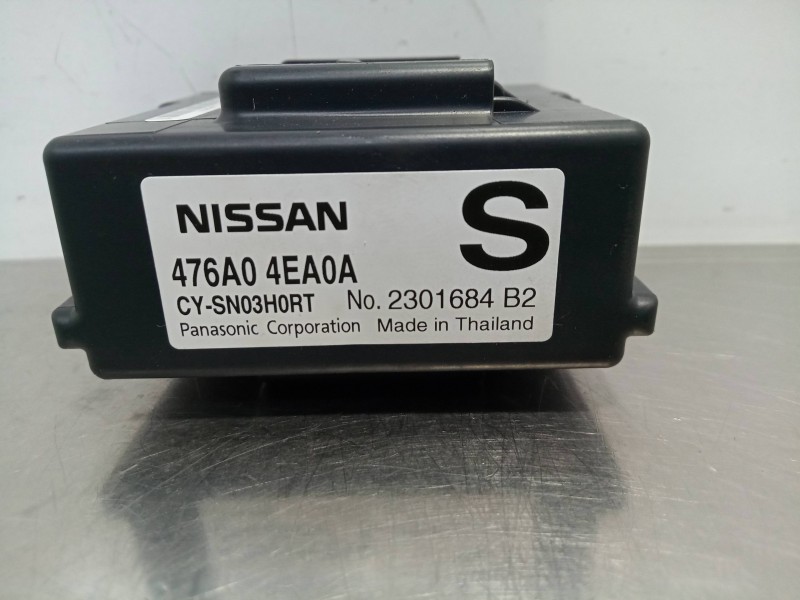 NISSAN S
476A0 4EA0A
CY-SN03H0RT No. 2301684 B2
Panasonic Corporation Made in Thailand